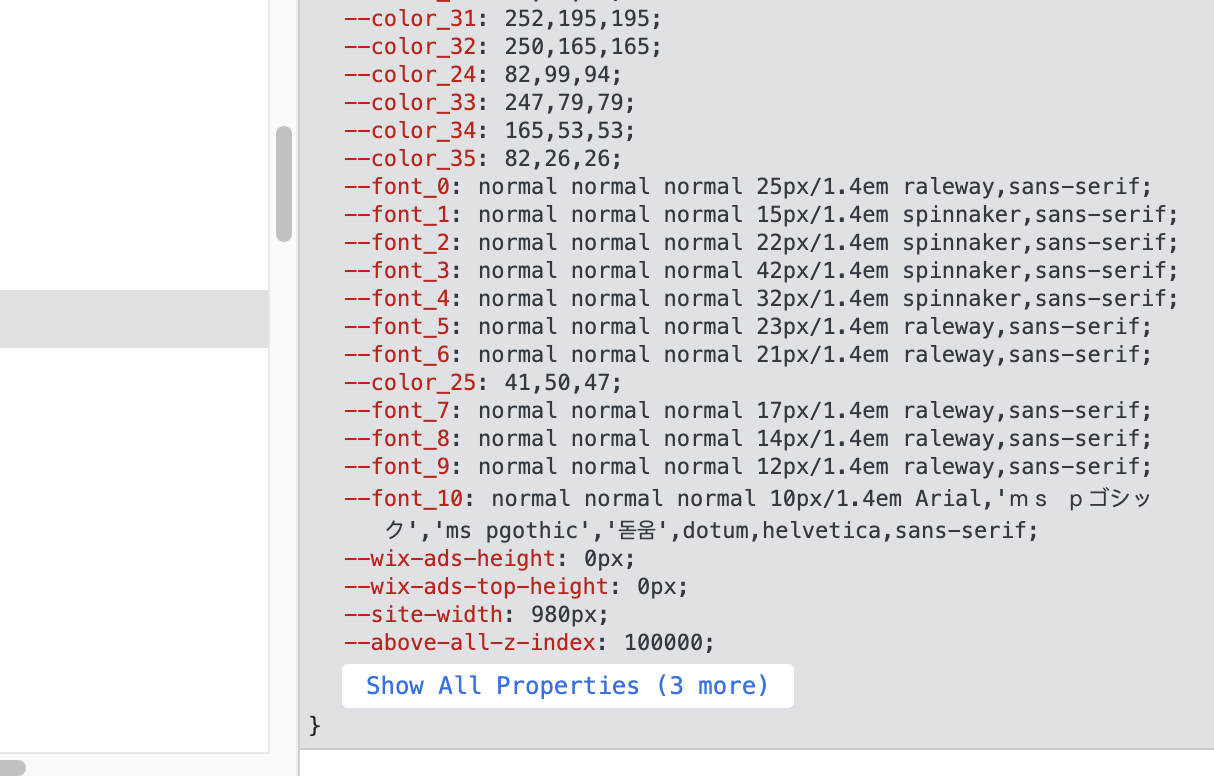 --color_31: 252,195,195;
--color_32: 250,165,165;
--color_24: 82,99,94;
--color_33: 247,79,79;
--color_34: 165,53,53;
--color_35: 82,26,26;
--font_0: normal normal normal 25px/1.4em raleway,sans-serif;
--font_1: normal normal normal 15px/1.4em spinnaker,sans-serif;
--font_2: normal normal normal 22px/1.4em spinnaker,sans-serif;
--font_3: normal normal normal 42px/1.4em spinnaker,sans-serif;
--font_4: normal normal normal 32px/1.4em spinnaker,sans-serif;
--font_5: normal normal normal 23px/1.4em raleway,sans-serif;
--font_6: normal normal normal 21px/1.4em raleway,sans-serif;
--color_25: 41,50,47;
--font_7: normal normal normal 17px/1.4em raleway,sans-serif;
--font_8: normal normal normal 14px/1.4em raleway,sans-serif;
--font_9: normal normal normal 12px/1.4em raleway,sans-serif;
--font_10: normal normal normal 10px/1.4em Arial,'ｍｓ ｐゴシッ
ク','ms pgothic','돋움',dotum,helvetica,sans-serif;
--wix-ads-height: 0px;
--wix-ads-top-height: 0px;
--site-width: 980px;
--above-all-z-index: 100000;
Show All Properties (3 more)
}